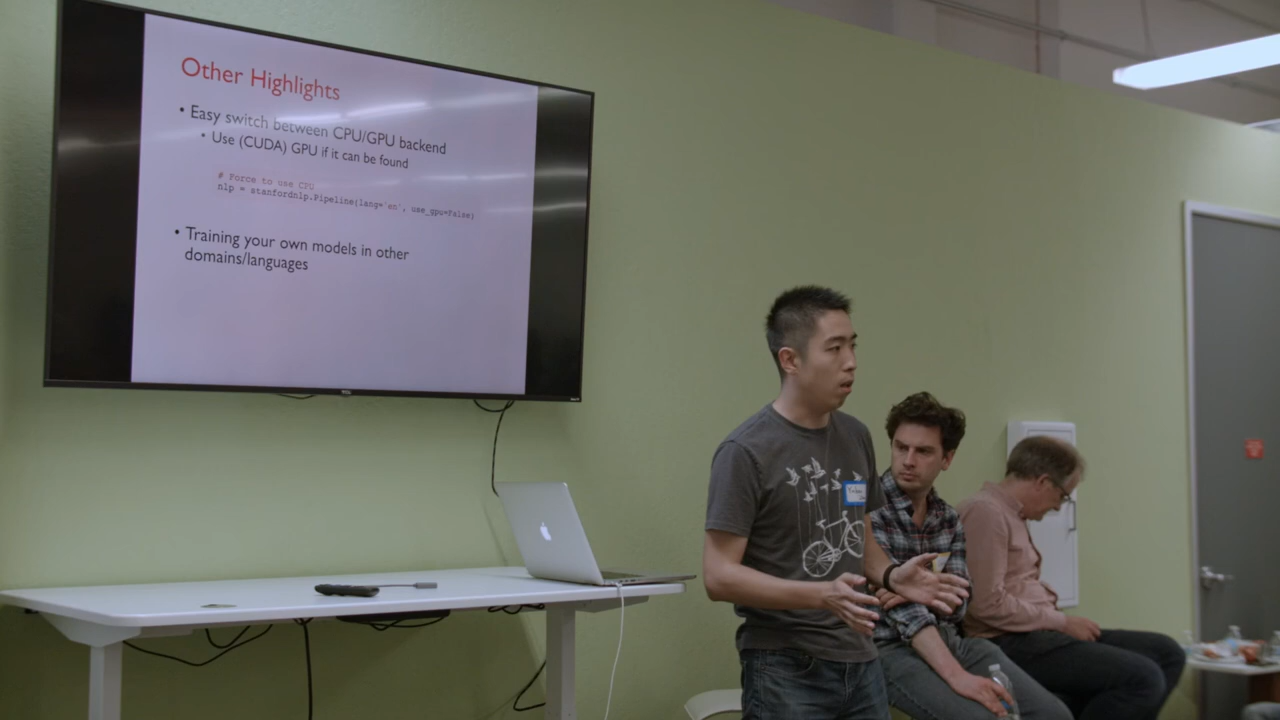 Other Highlights
• Easy switch between CPU/GPU backend
• Use (CUDA) GPU if it can be found
# Force to use CPU
nlp = stanfordnlp.Pipeline(lang='en', use_gpu=False)
• Training your own models in other
domains/languages